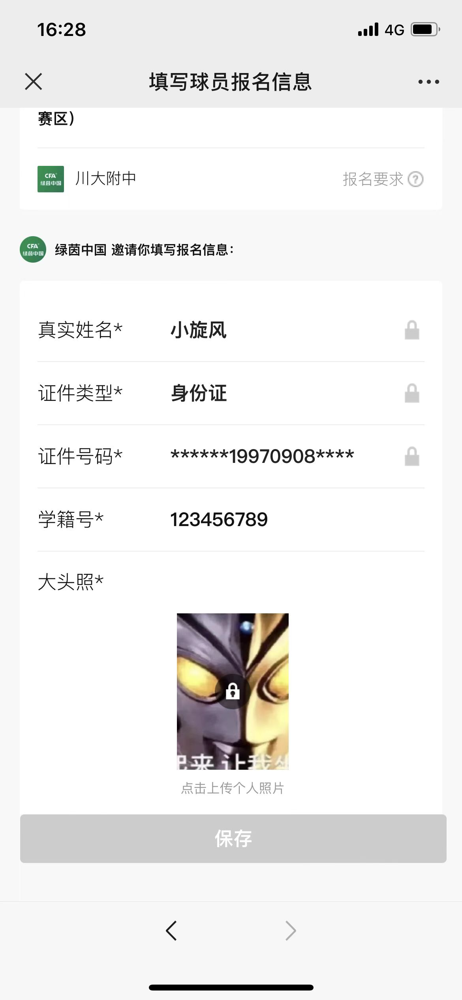 16:28
4G
填写球员报名信息
赛区)
CFA
绿茵中国
川大附中
报名要求 ?
CFA
绿茵中国
绿茵中国 邀请你填写报名信息:
真实姓名* 小旋风
证件类型* 身份证
证件号码* ******19970908****
学籍号* 123456789
大头照*
起来 让我
点击上传个人照片
保存